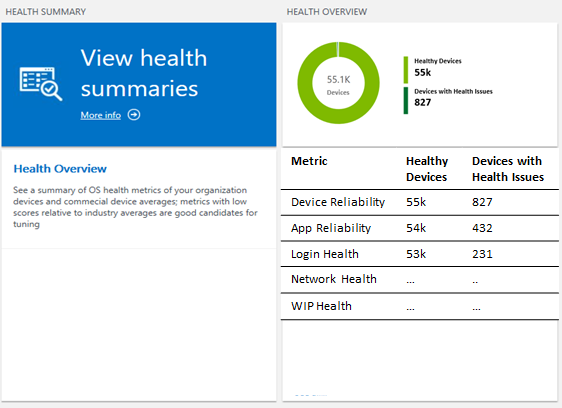 HEALTH SUMMARY
View health
summaries
More info
Health Overview
See a summary of OS health metrics of your organization
devices and commecial device averages; metrics with low
scores relative to industry averages are good candidates for
tuning
HEALTH OVERVIEW
55.1K
Devices
Healthy Devices
55k
Devices with Health Issues
827
Metric Healthy Devices with
Devices Health Issues
Device Reliability 55k 827
App Reliability 54k 432
Login Health 53k 231
Network Health ... ..
WIP Health ... ...